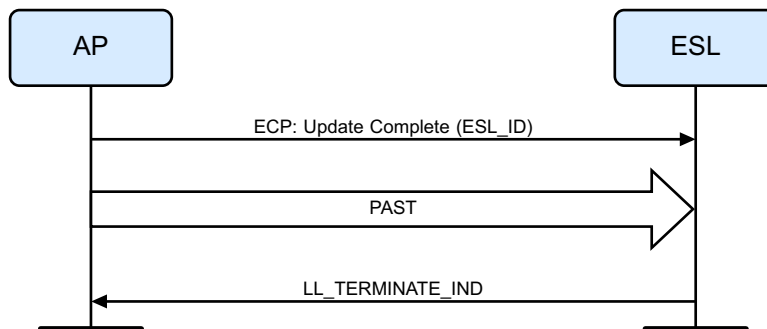 AP
ESL
ECP: Update Complete (ESL_ID)
PAST
LL_TERMINATE_IND